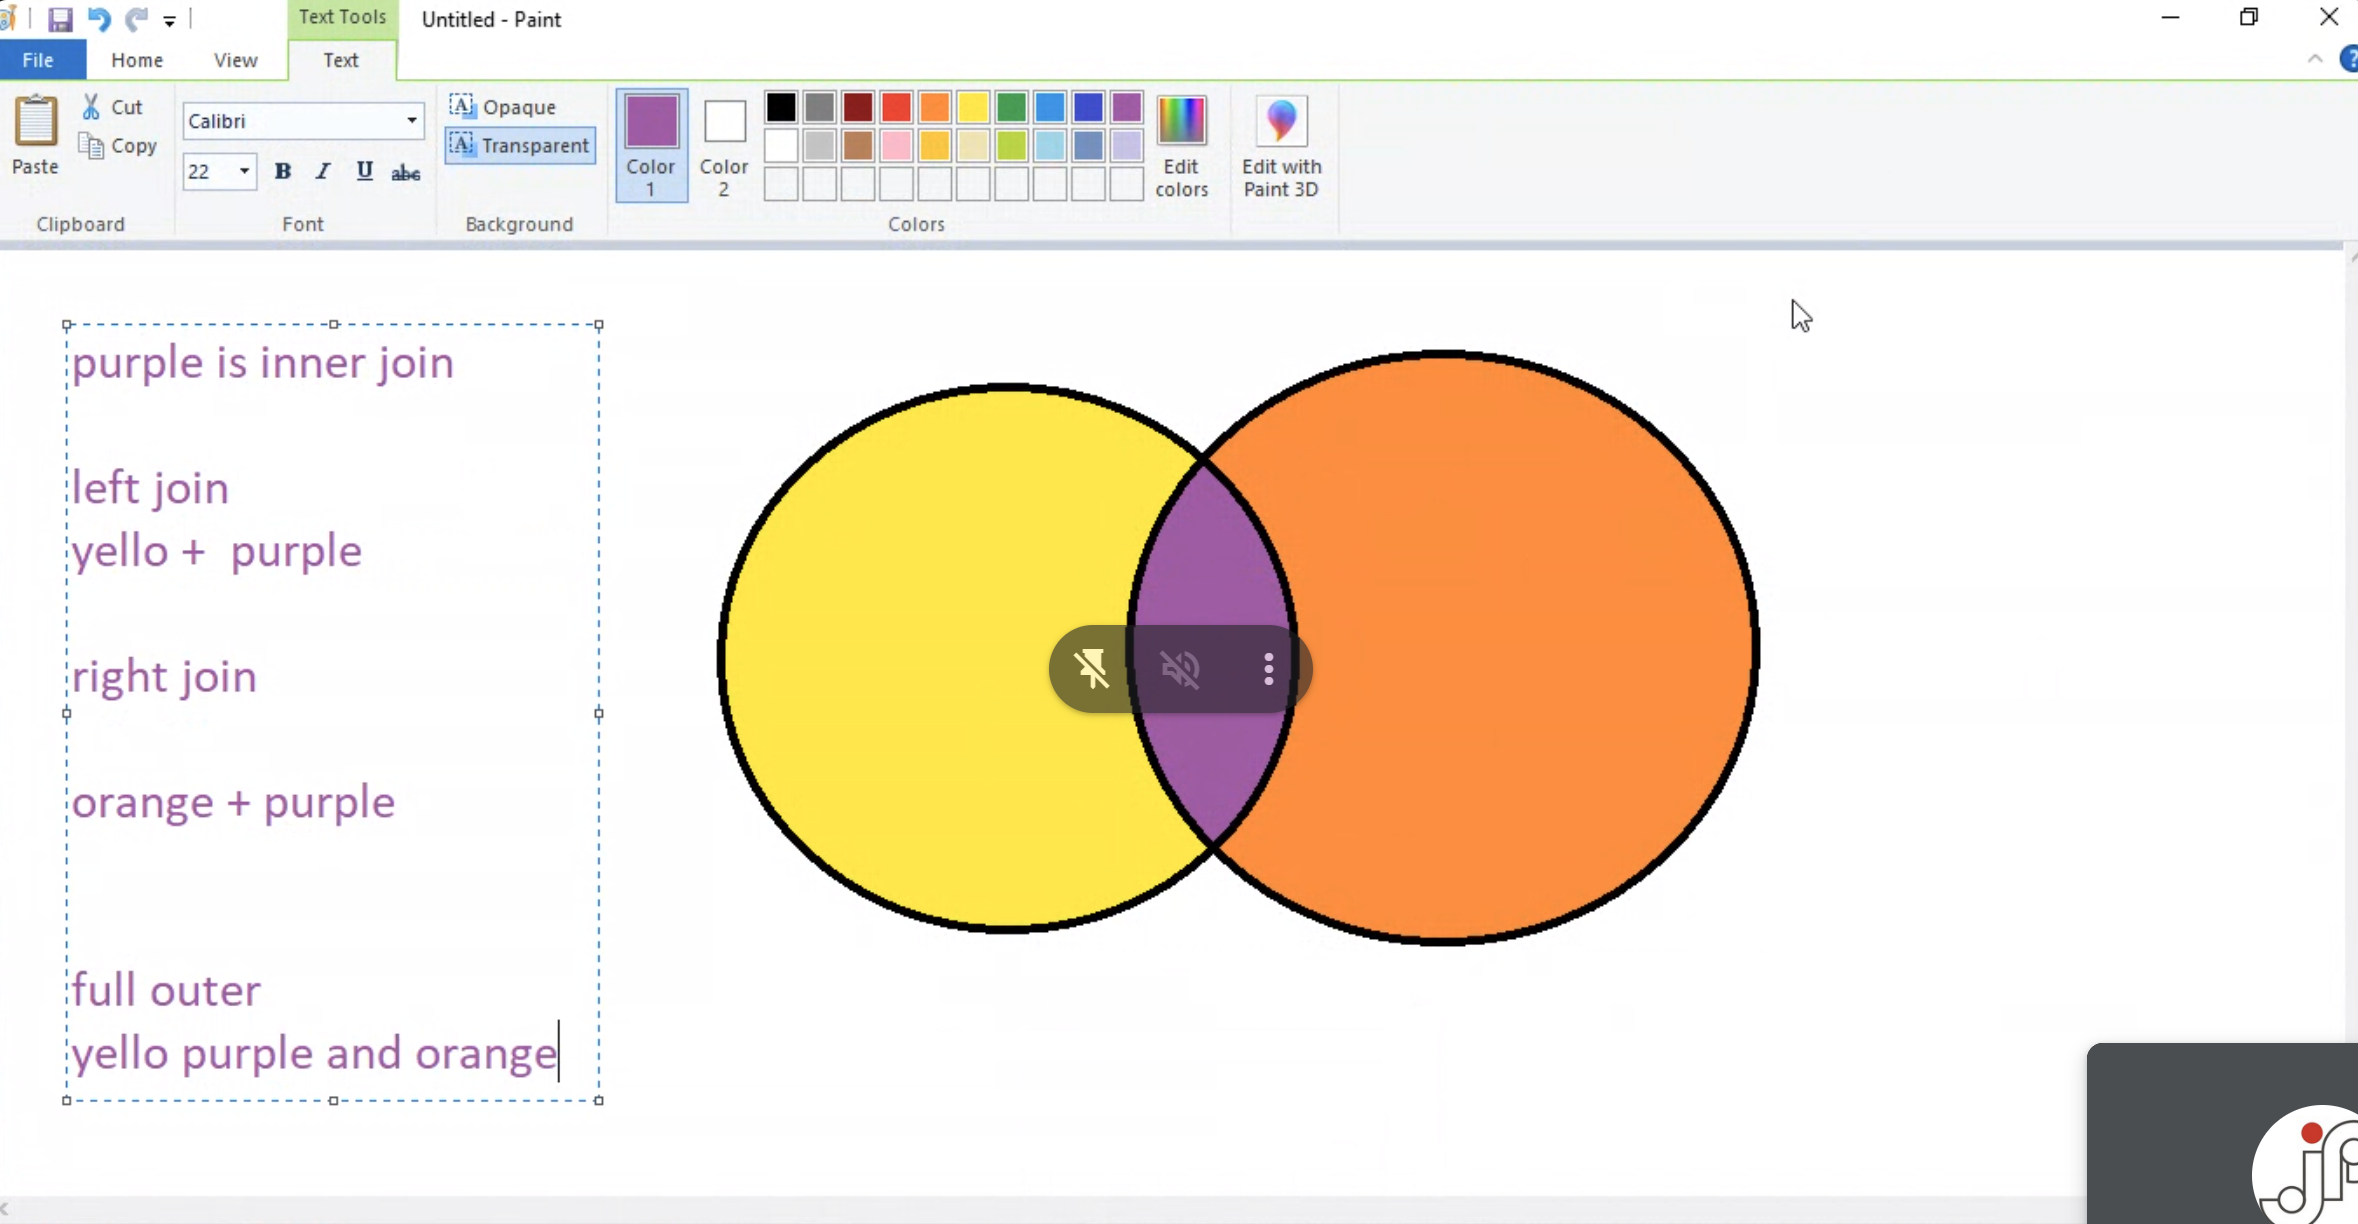 Text Tools
Untitled - Paint
File
Home
View
Text
Paste
Cut
Copy
Clipboard
Calibri
22
B I U abc
Font
Opaque
Transparent
Background
Color 1
Color 2
Edit colors
Colors
Edit with Paint 3D
purple is inner join
left join
yello +  purple
right join
orange + purple
full outer
yello purple and orange